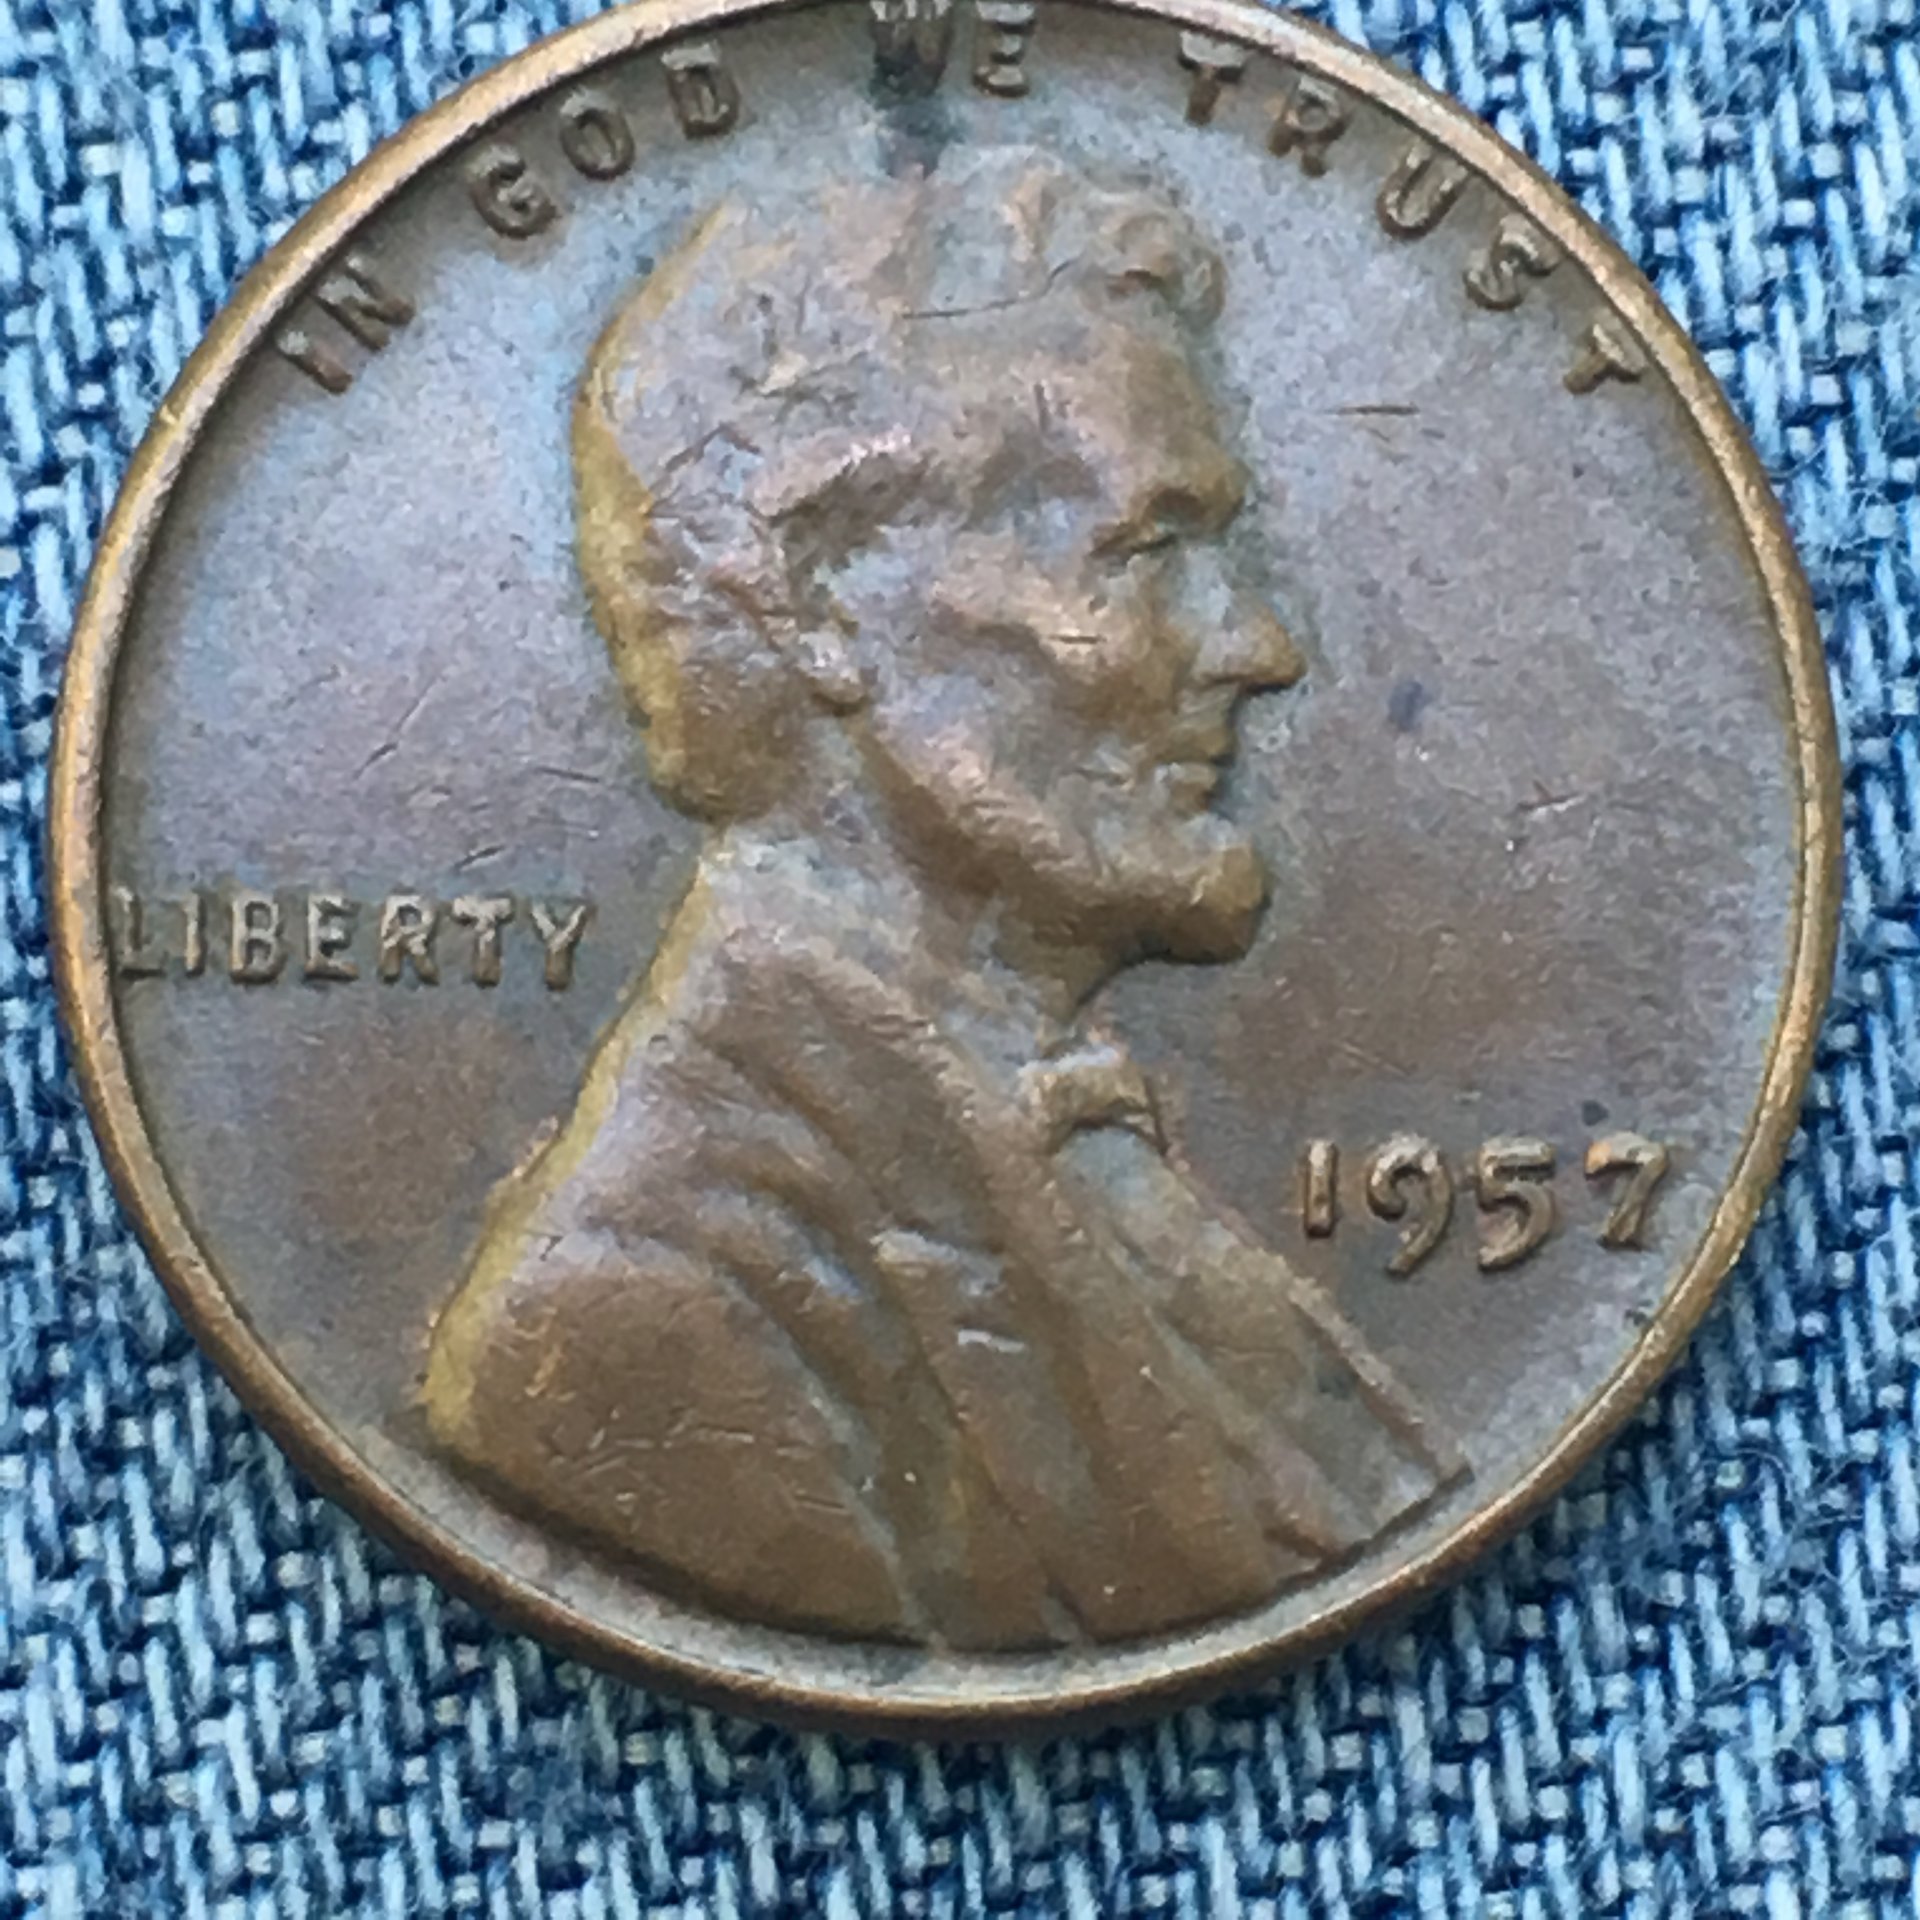 IN GOD WE TRUST
LIBERTY
1957